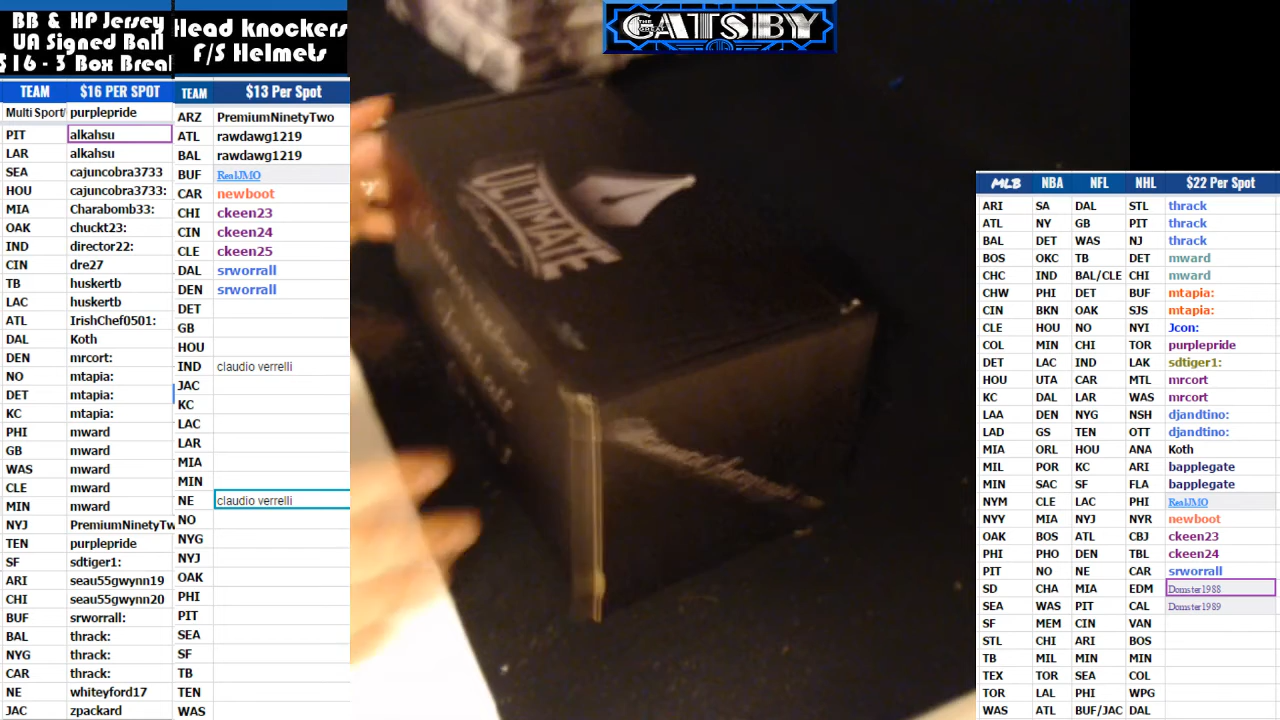 BB & HP Jersey
UA Signed Ball
$16 - 3 Box Break
TEAM $16 PER SPOT
Multi Sport/ purplepride
PIT alkahsu
LAR alkahsu
SEA cajuncobra3733
HOU cajuncobra3733:
MIA Charabomb33:
OAK chuckt23:
IND director22:
CIN dre27
TB huskertb
LAC huskertb
ATL IrishChef0501:
DAL Koth
DEN mrcort:
NO mtapia:
DET mtapia:
KC mtapia:
PHI mward
GB mward
WAS mward
CLE mward
MIN mward
NYJ PremiumNinetyTw
TEN purplepride
SF sdtiger1:
ARI seau55gwynn19
CHI seau55gwynn20
BUF srworrall:
BAL thrack:
NYG thrack:
CAR thrack:
NE whiteyford17
JAC zpackard
Head knockers
F/S Helmets
TEAM $13 Per Spot
ARZ PremiumNinetyTwo
ATL rawdawg1219
BAL rawdawg1219
BUF RealJMO
CAR newboot
CHI ckeen23
CIN ckeen24
CLE ckeen25
DAL srworrall
DEN srworrall
DET
GB
HOU
IND claudio verrelli
JAC
KC
LAC
LAR
MIA
MIN
NE claudio verrelli
NO
NYG
NYJ
OAK
PHI
PIT
SEA
SF
TB
TEN
WAS
THE GREAT GATSBY
ULTIMATE
MLB NBA NFL NHL $22 Per Spot
ARI SA DAL STL thrack
ATL NY GB PIT thrack
BAL DET WAS NJ thrack
BOS OKC TB DET mward
CHC IND BAL/CLE CHI mward
CHW PHI DET BUF mtapia:
CIN BKN OAK SJS mtapia:
CLE HOU NO NYI Jcon:
COL MIN CHI TOR purplepride
DET LAC IND LAK sdtiger1:
HOU UTA CAR MTL mrcort
KC DAL LAR WAS mrcort
LAA DEN NYG NSH djandtino:
LAD GS TEN OTT djandtino:
MIA ORL HOU ANA Koth
MIL POR KC ARI bapplegate
MIN SAC SF FLA bapplegate
NYM CLE LAC PHI RealJMO
NYY MIA NYJ NYR newboot
OAK BOS ATL CBJ ckeen23
PHI PHO DEN TBL ckeen24
PIT NO NE CAR srworrall
SD CHA MIA EDM Domster1988
SEA WAS PIT CAL Domster1989
SF MEM CIN VAN
STL CHI ARI BOS
TB MIL MIN MIN
TEX TOR SEA COL
TOR LAL PHI WPG
WAS ATL BUF/JAC DAL